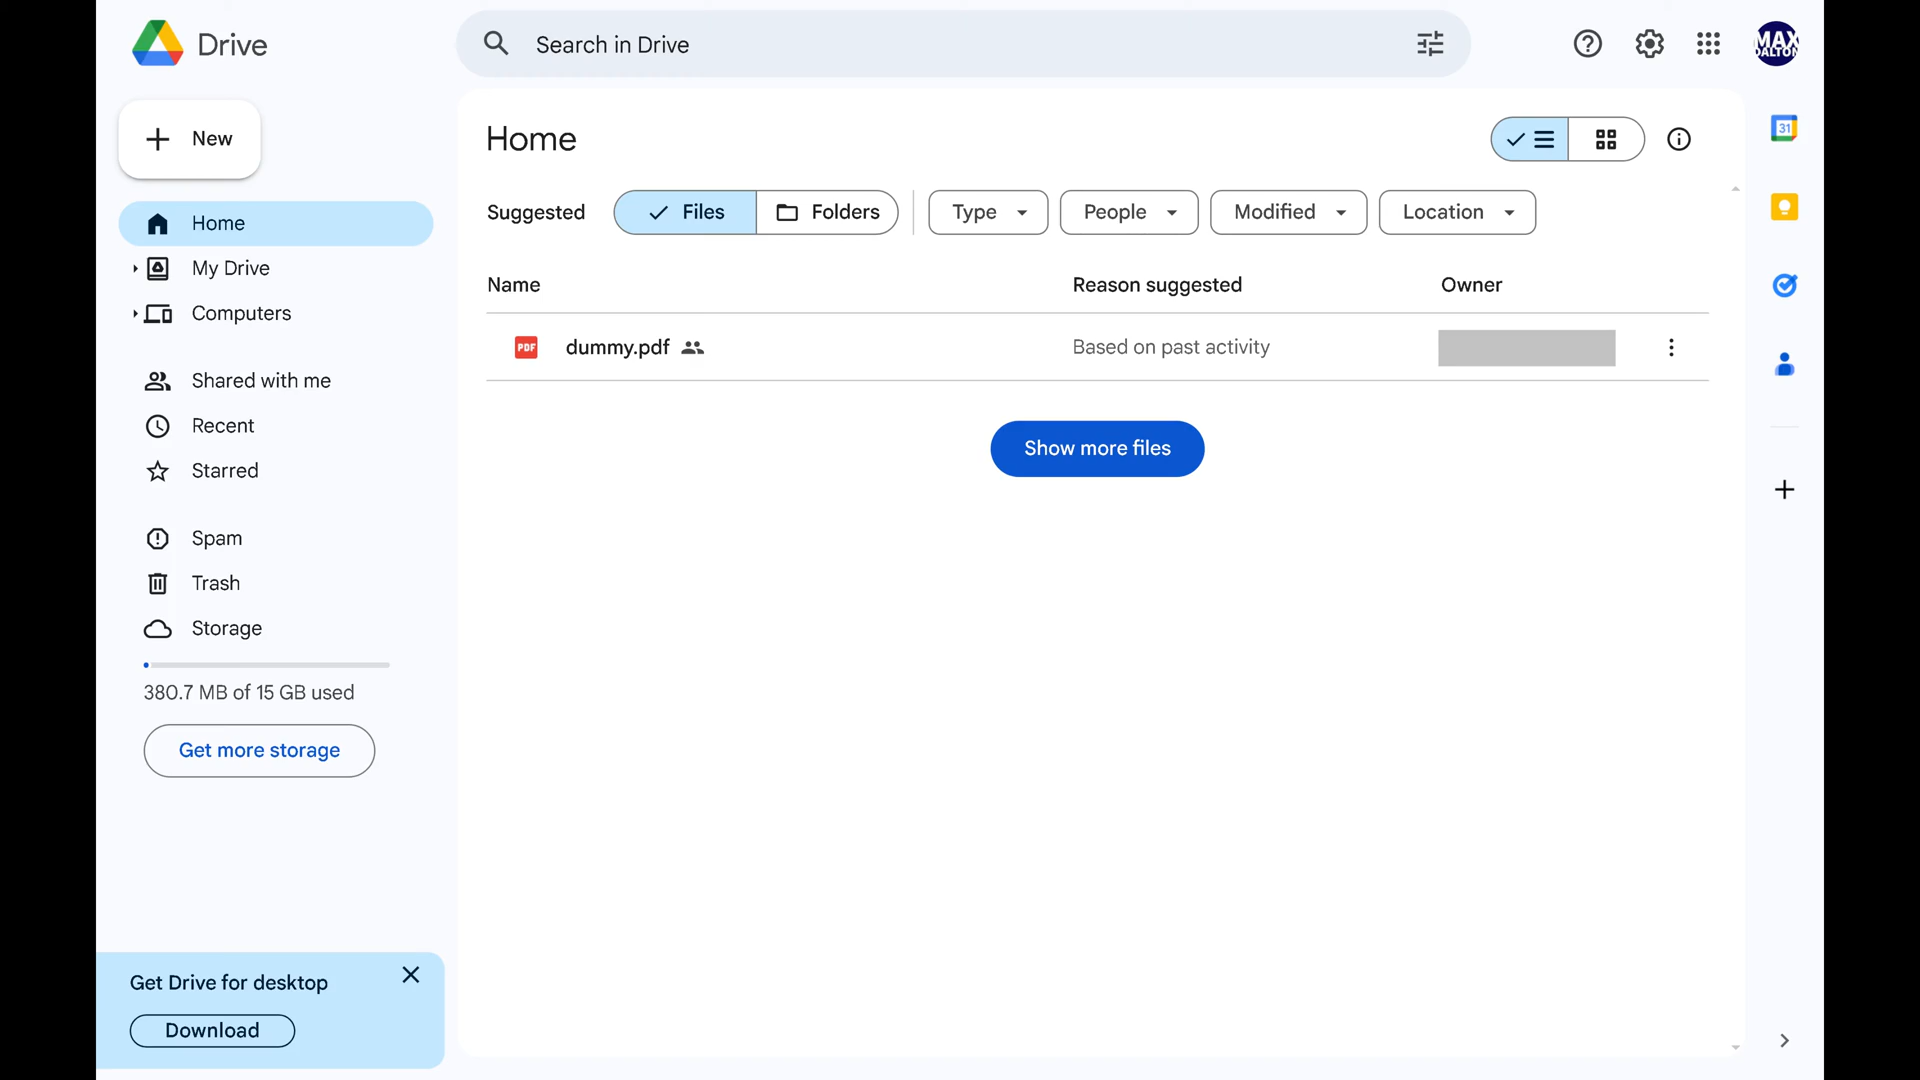 Drive
Search in Drive
MAX
DALTON
New
Home
Home
My Drive
Computers
Shared with me
Recent
Starred
Spam
Trash
Storage
380.7 MB of 15 GB used
Get more storage
Get Drive for desktop
Download
Suggested
Files
Folders
Type
People
Modified
Location
Name
Reason suggested
Owner
PDF
dummy.pdf
Based on past activity
Show more files
31